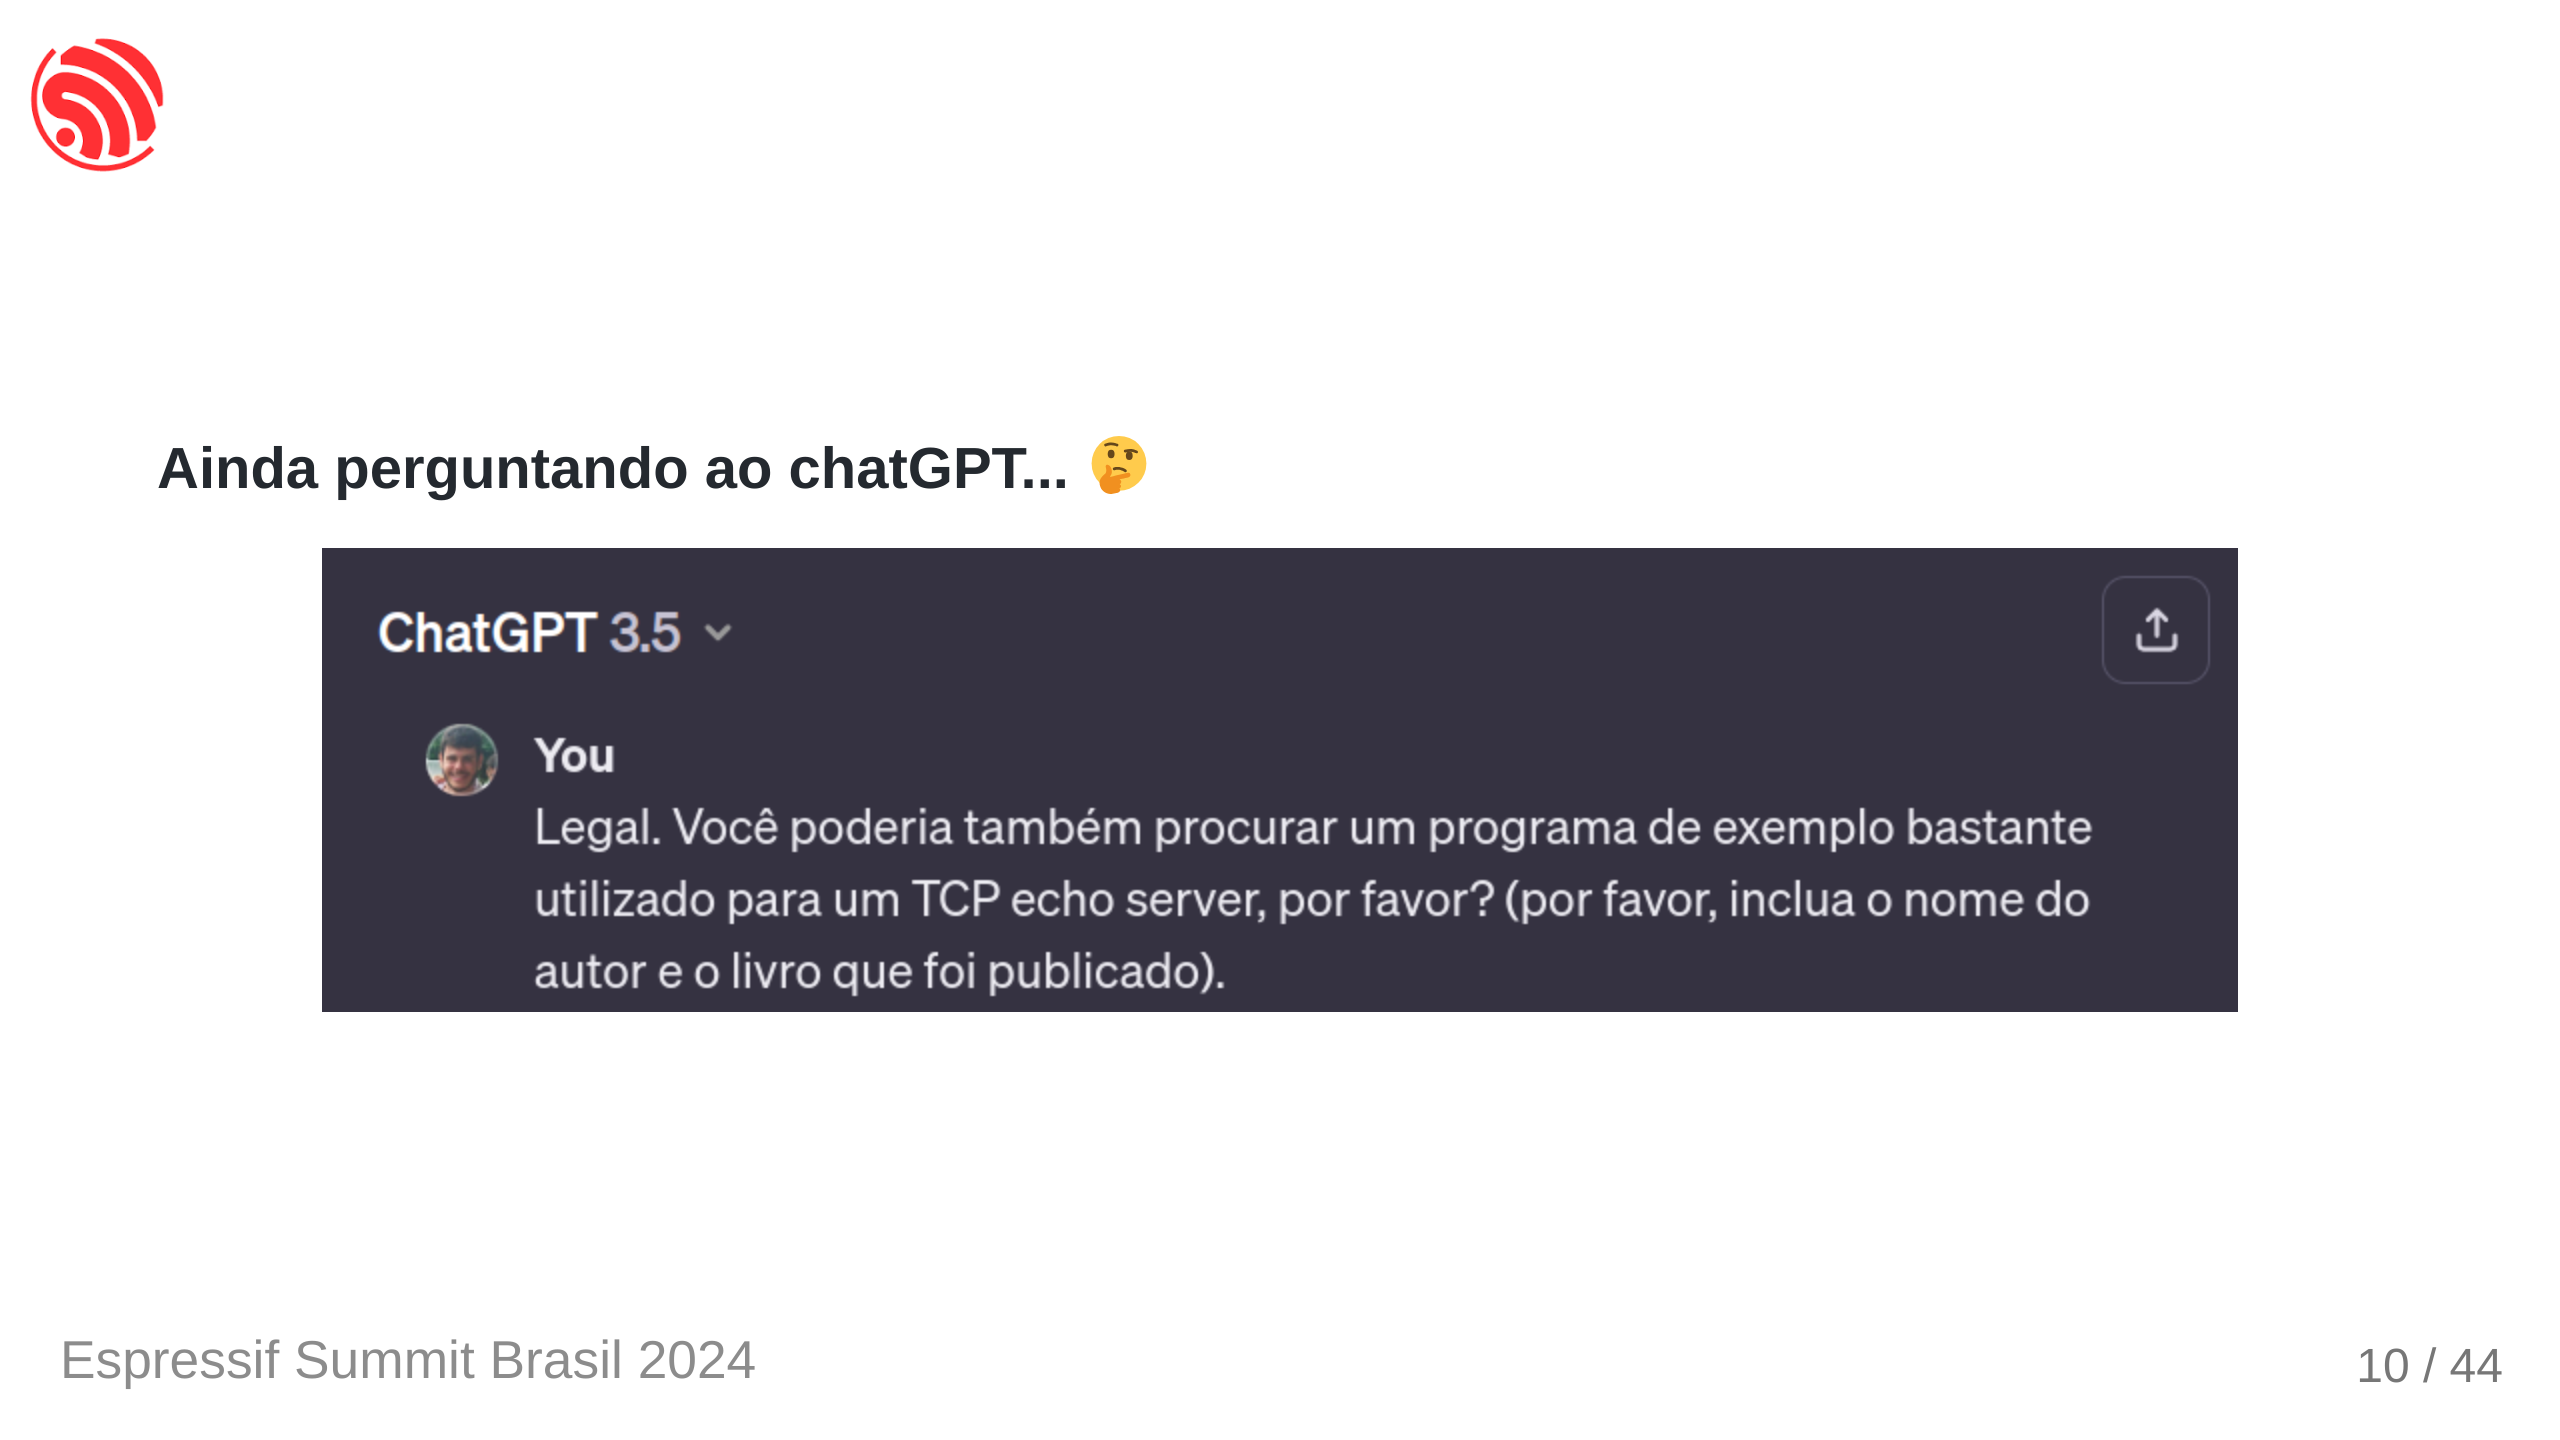 Ainda perguntando ao chatGPT... 🤔
ChatGPT 3.5
You
Legal. Você poderia também procurar um programa de exemplo bastante
utilizado para um TCP echo server, por favor? (por favor, inclua o nome do
autor e o livro que foi publicado).
Espressif Summit Brasil 2024
10 / 44